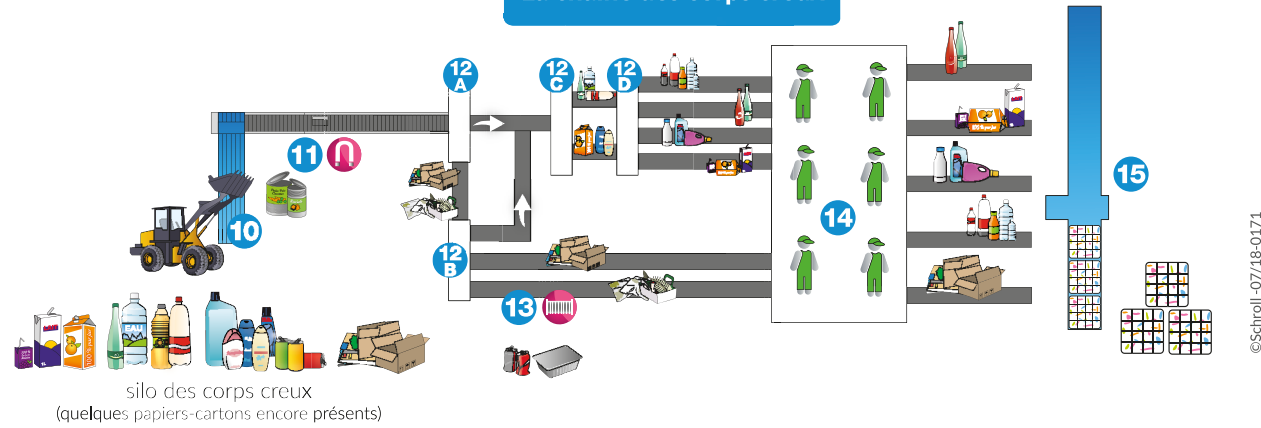 12
A
12
C
12
D
11
10
12
B
13
14
15
EAU
silo des corps creux
(quelques papiers-cartons encore présents)
©Schroll -07/18-0171